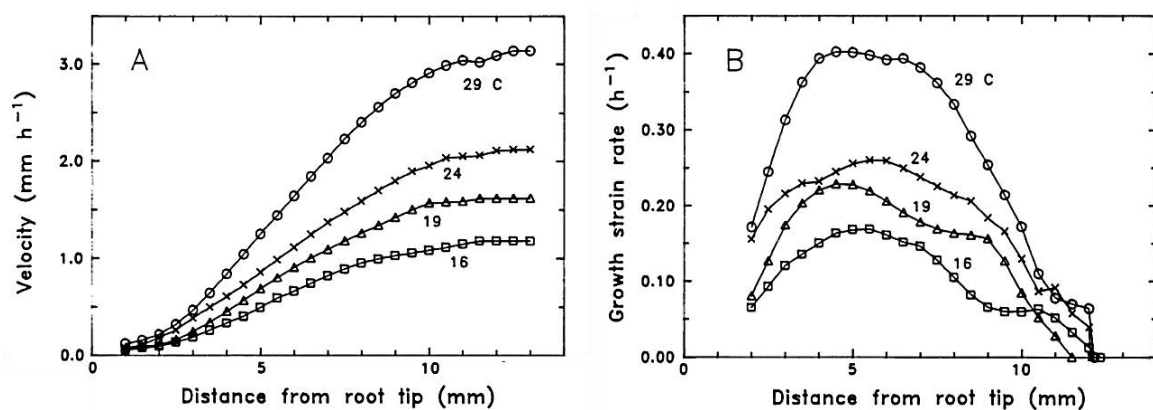 A
3.0
2.0
1.0
0.0
Velocity (mm h⁻¹)
29 C
24
19
16
0
5
10
Distance from root tip (mm)
B
0.40
0.30
0.20
0.10
0.00
Growth strain rate (h⁻¹)
29 C
24
19
16
0
5
10
Distance from root tip (mm)